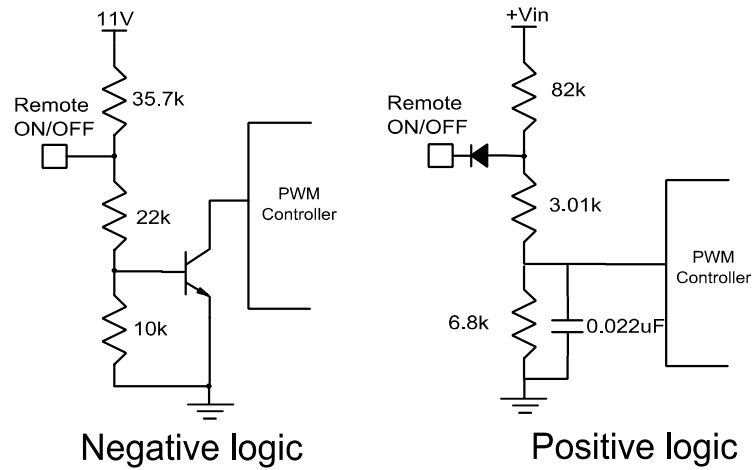 11V
35.7k
Remote
ON/OFF
22k
PWM
Controller
10k
Negative logic
+Vin
82k
Remote
ON/OFF
3.01k
PWM
Controller
6.8k
0.022uF
Positive logic